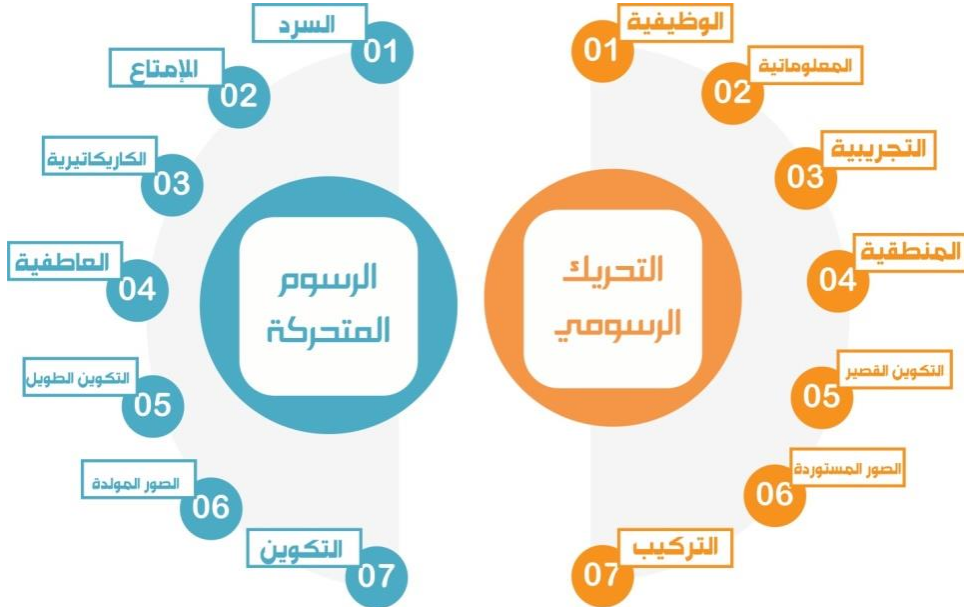 التحريك
الرسومي
01
الوظيفية
02
المعلوماتية
03
التجريبية
04
المنطقية
05
التكوين القصير
06
الصور المستوردة
07
التركيب
الرسوم
المتحركة
01
السرد
02
الإمتاع
03
الكاريكاتيرية
04
العاطفية
05
التكوين الطويل
06
الصور المولدة
07
التكوين